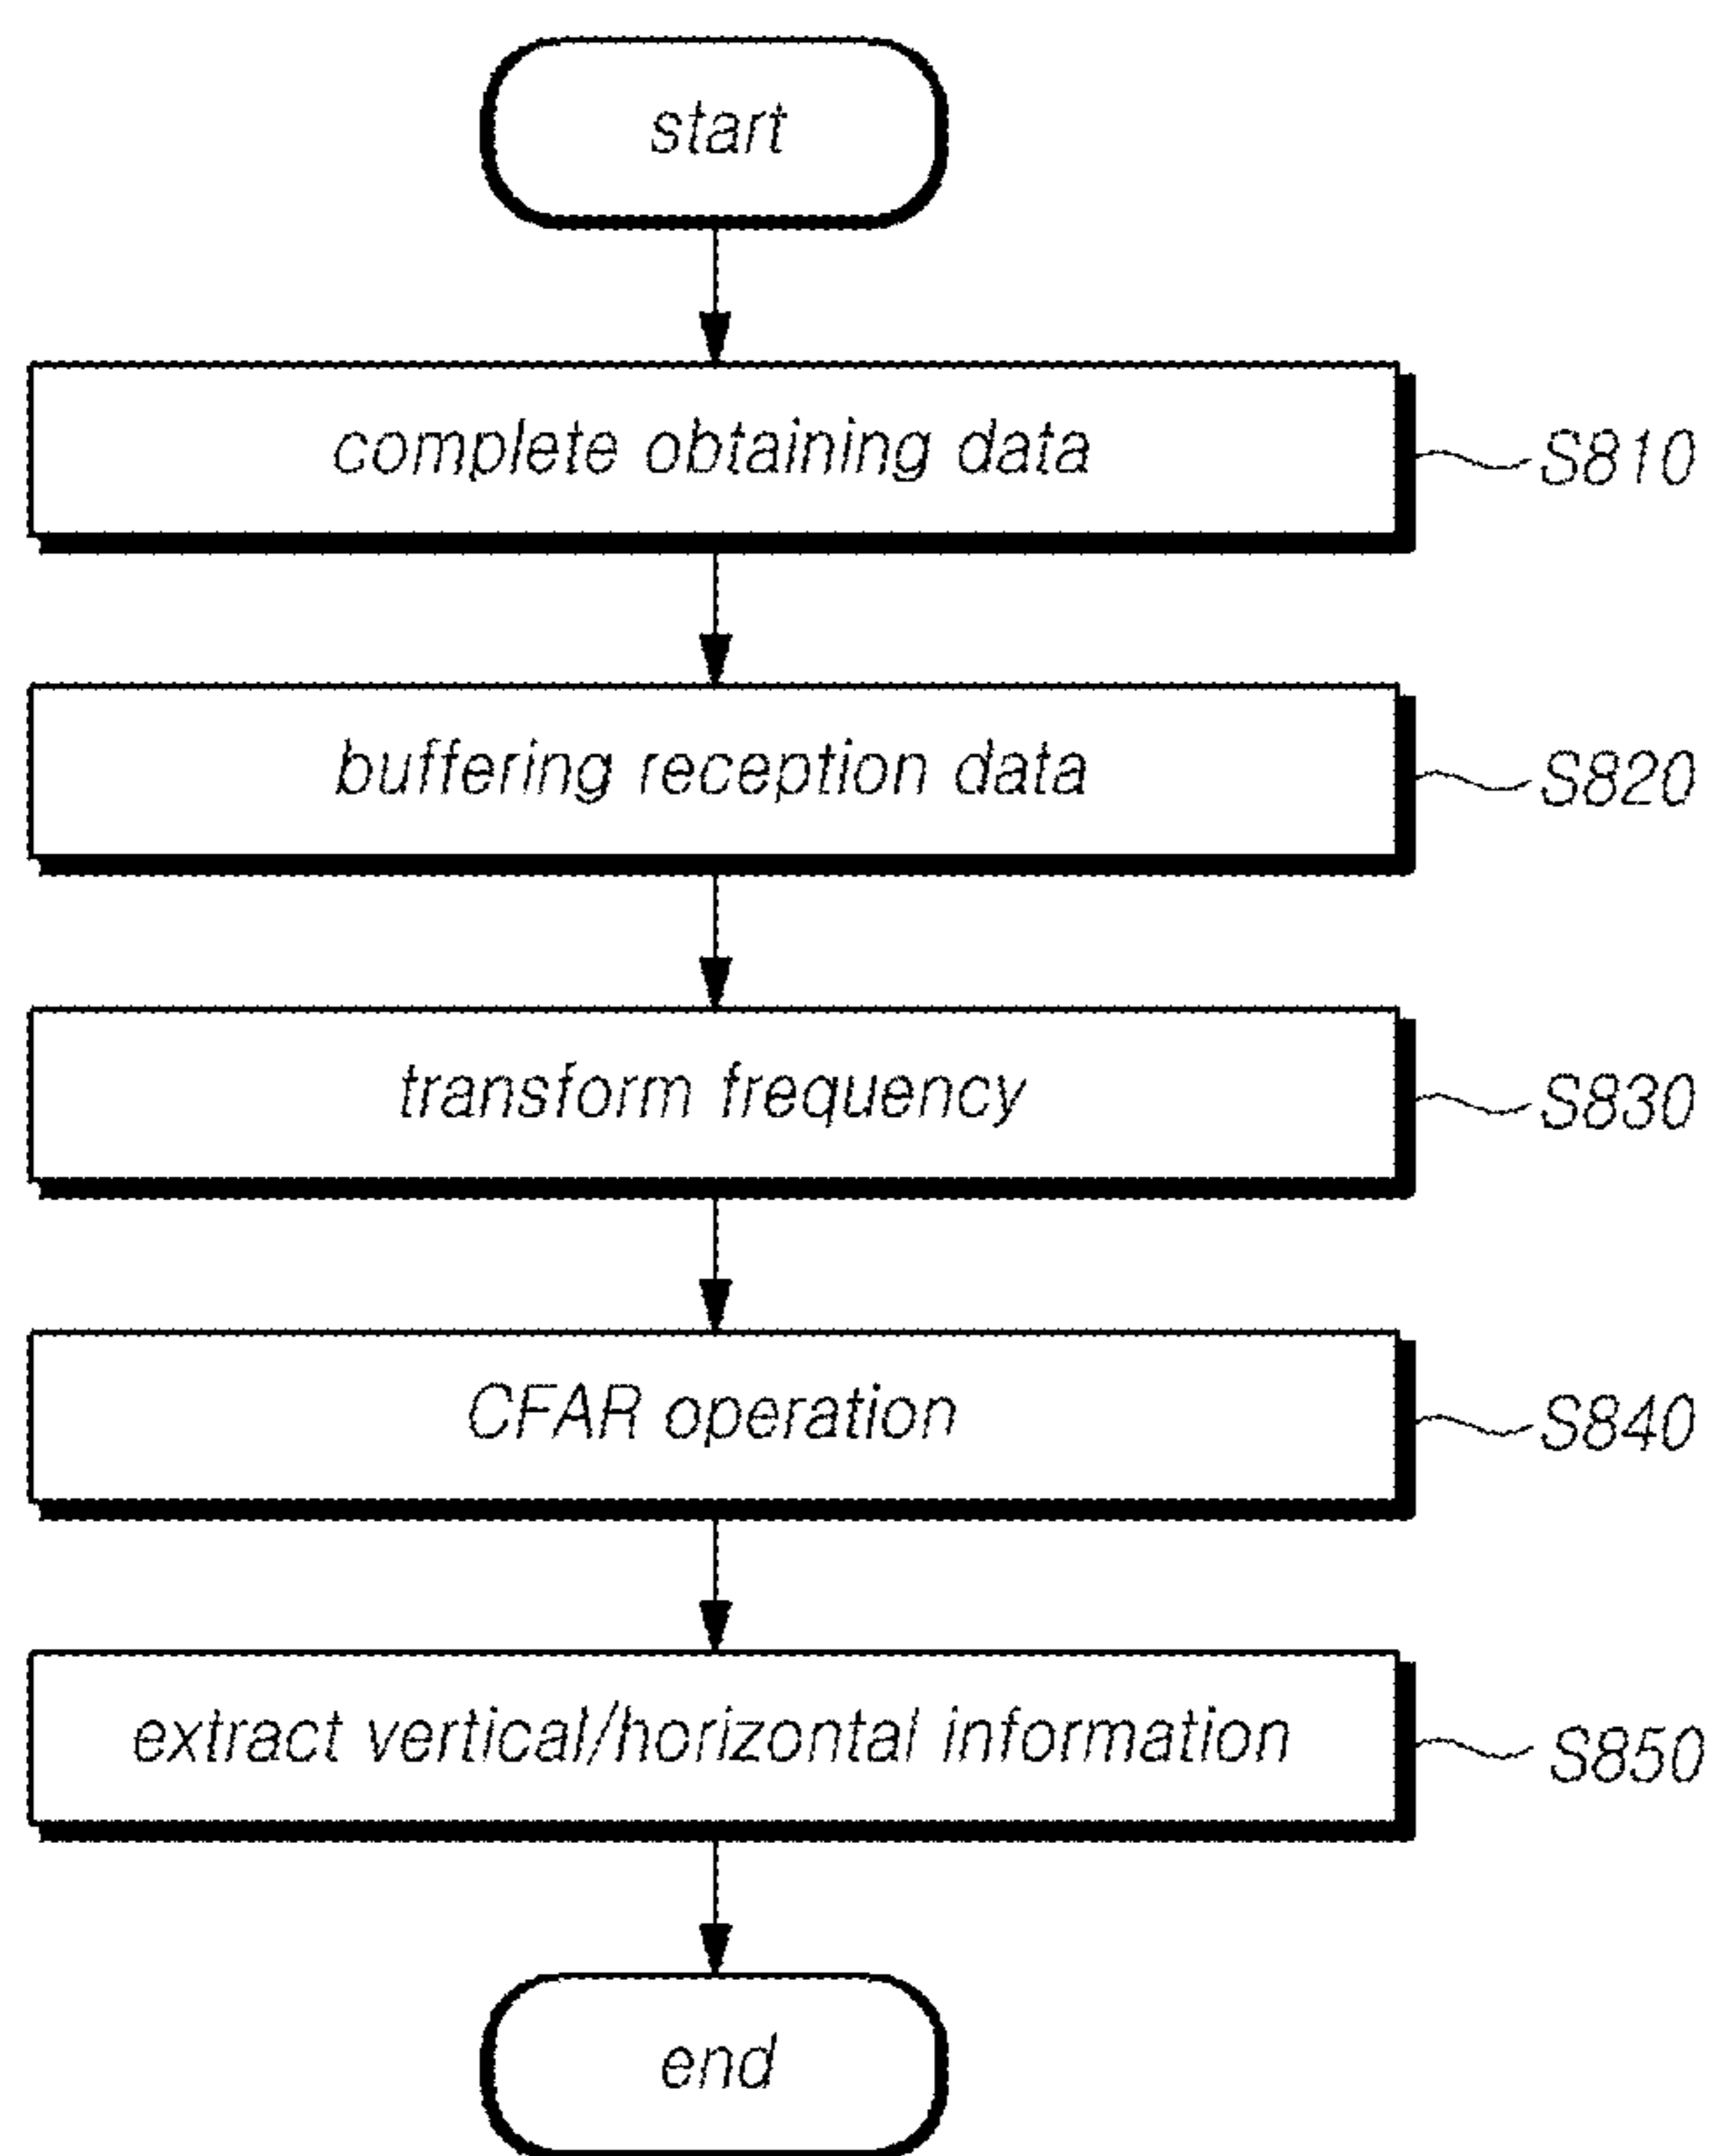 start
complete obtaining data
S810
buffering reception data
S820
transform frequency
S830
CFAR operation
S840
extract vertical/horizontal information
S850
end